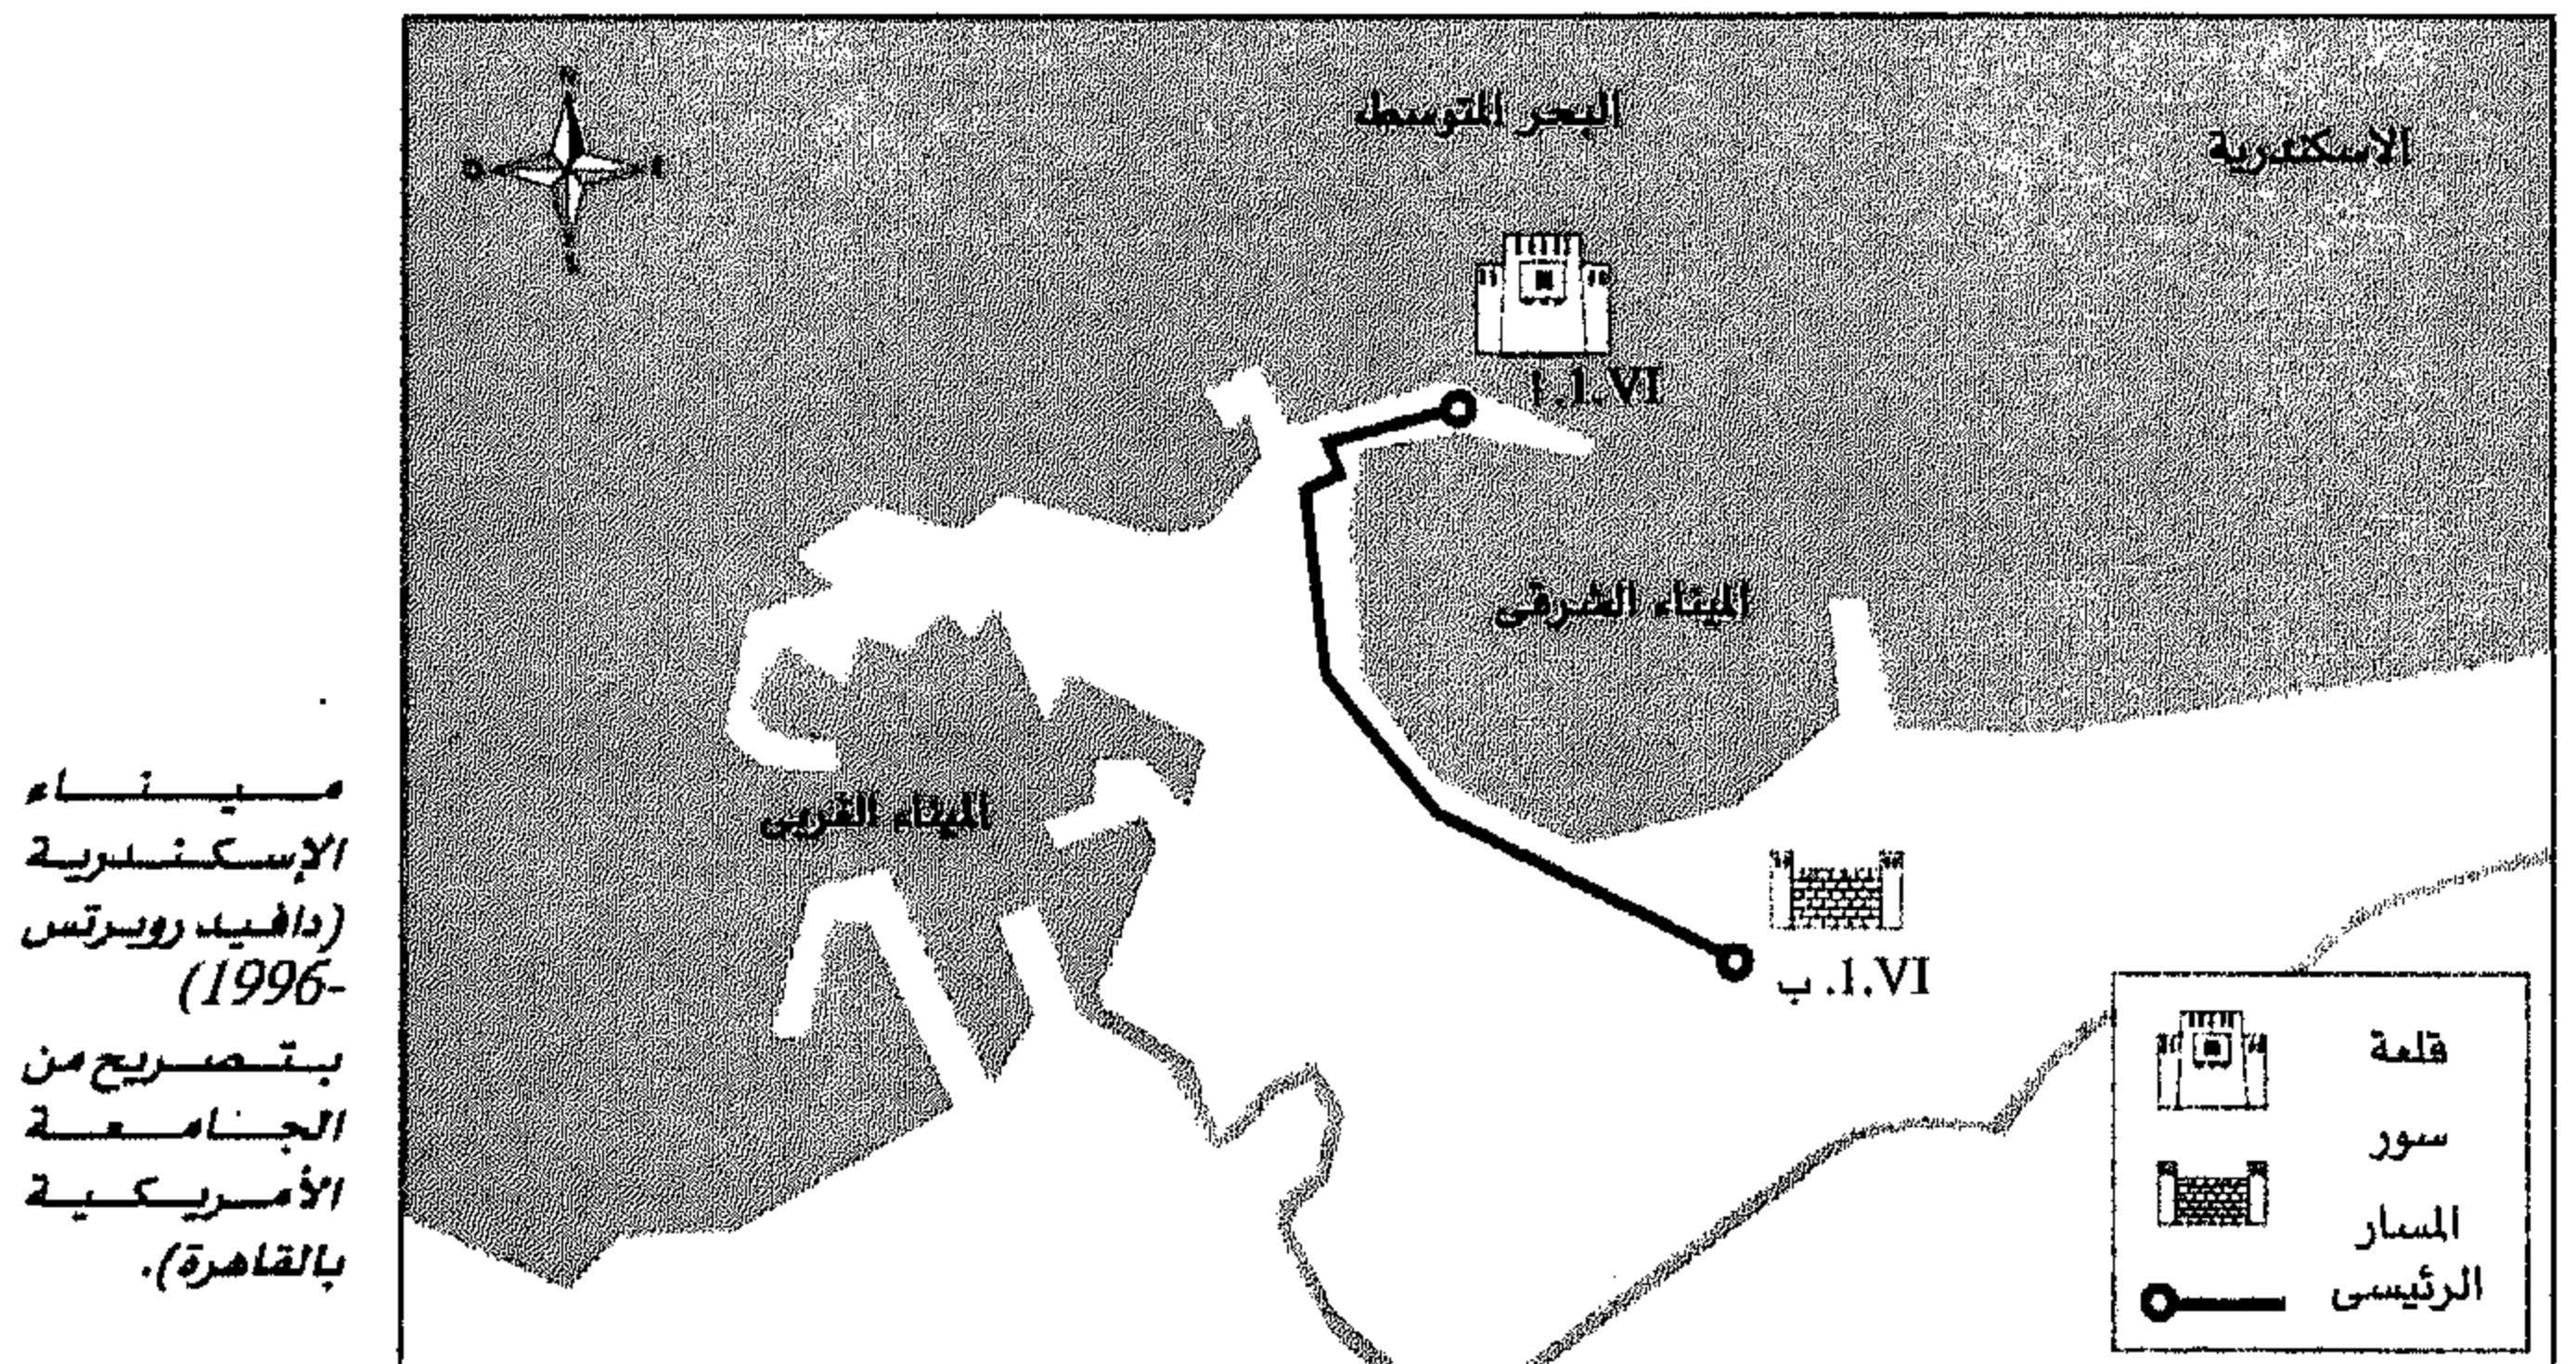 البحر المتوسط
الاسكندرية
VI.1.أ
الميناء الشرقى
الميناء الغربى
VI.1. ب
قلعة
سور
المسار
الرئيسى
ميناء
الإسكندرية
(دافيد روبرتس
-1996)
بتصريح من
الجامعة
الأمريكية
بالقاهرة).